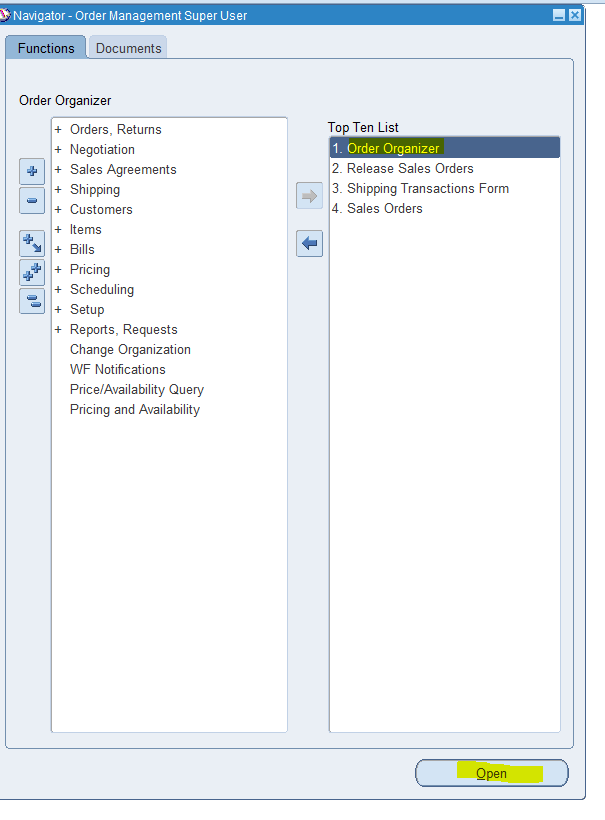 Navigator - Order Management Super User
Functions
Documents
Order Organizer
+ Orders, Returns
+ Negotiation
+ Sales Agreements
+ Shipping
+ Customers
+ Items
+ Bills
+ Pricing
+ Scheduling
+ Setup
+ Reports, Requests
Change Organization
WF Notifications
Price/Availability Query
Pricing and Availability
Top Ten List
1. Order Organizer
2. Release Sales Orders
3. Shipping Transactions Form
4. Sales Orders
Open